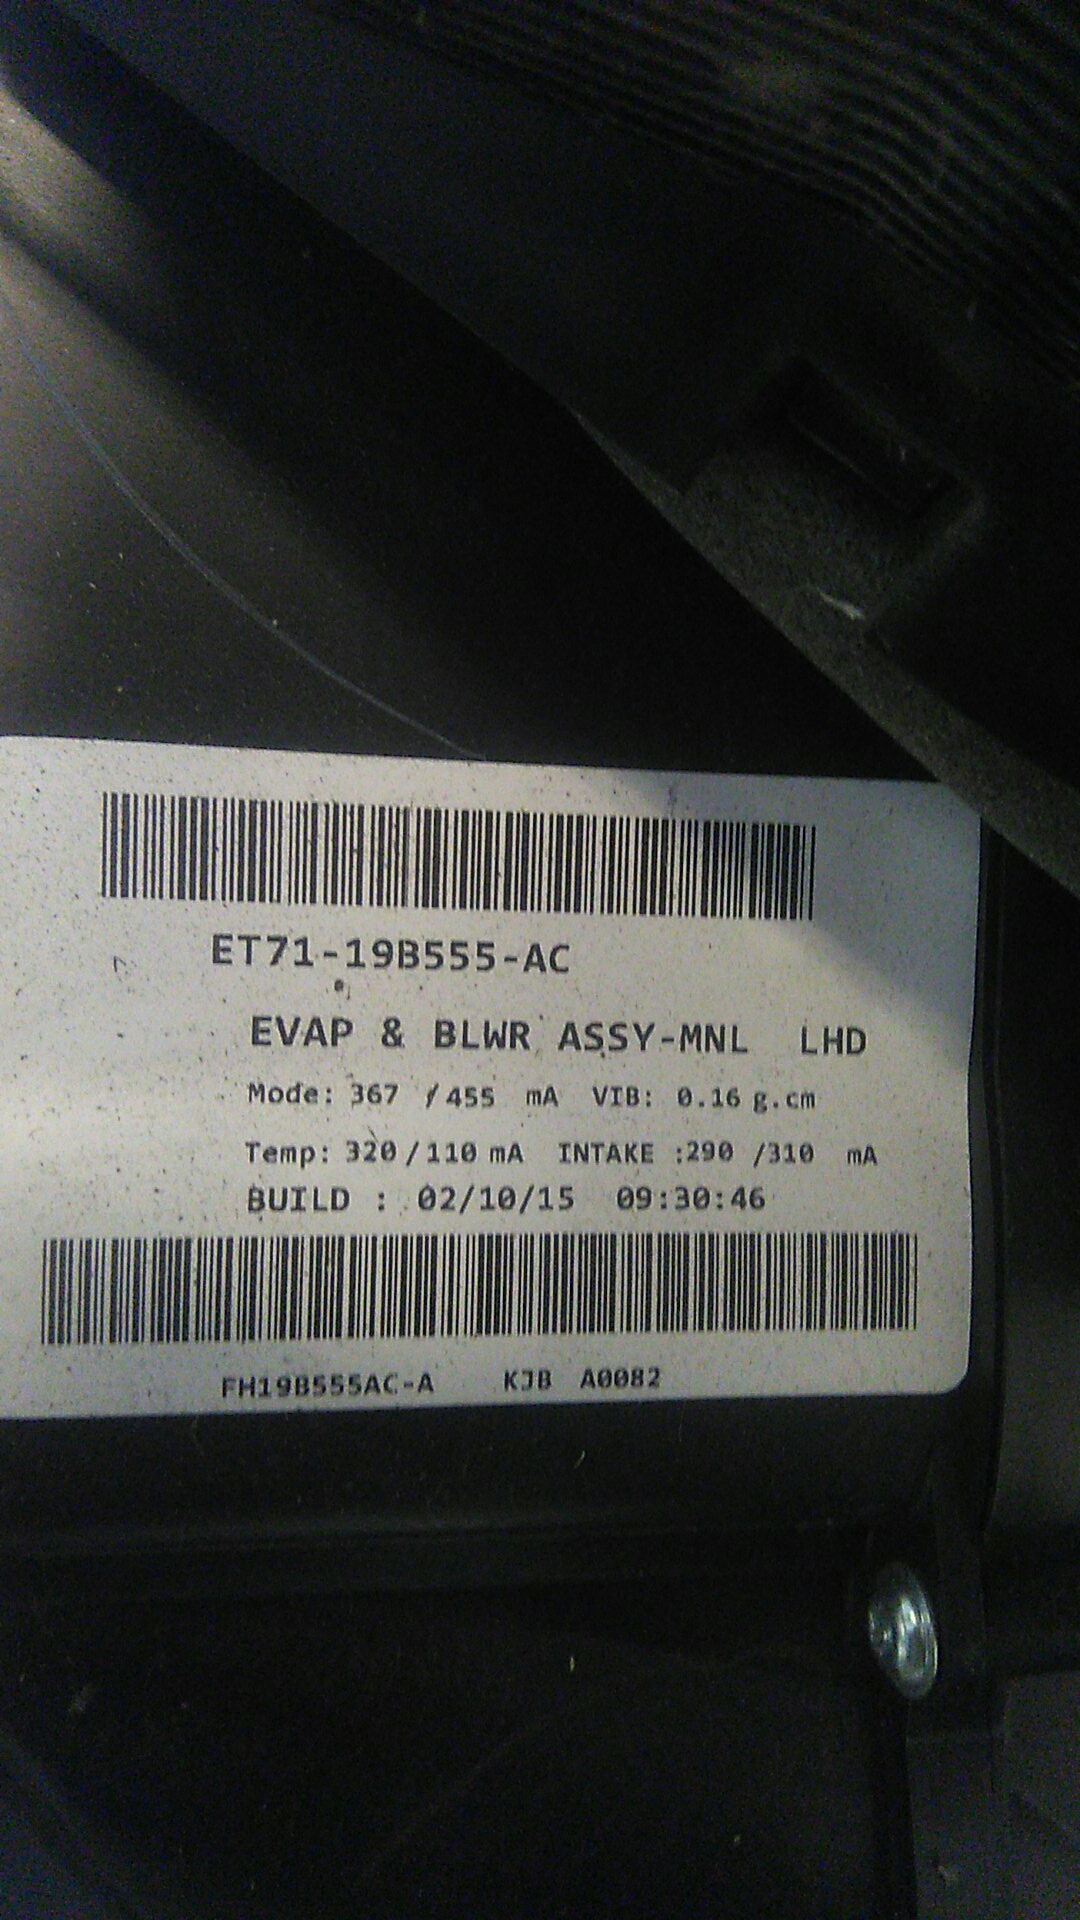 ET71-19B555-AC
EVAP & BLWR ASSY-MNL LHD
Mode: 367 /455 mA VIB: 0.16 g.cm
Temp: 320/110 mA INTAKE :290 /310 mA
BUILD : 02/10/15 09:30:46
FH19B555AC-A KJB A0082